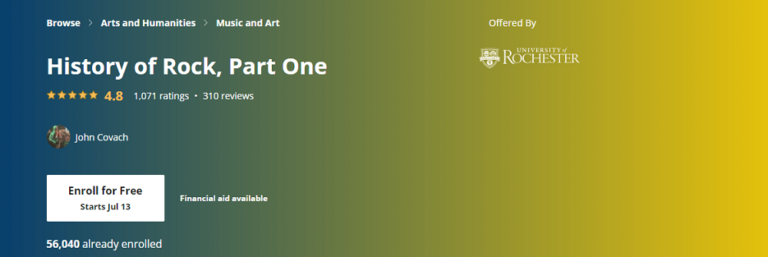 Browse > Arts and Humanities > Music and Art
Offered By
History of Rock, Part One
UNIVERSITY of
ROCHESTER
4.8 1,071 ratings • 310 reviews
John Covach
Enroll for Free
Starts Jul 13
Financial aid available
56,040 already enrolled